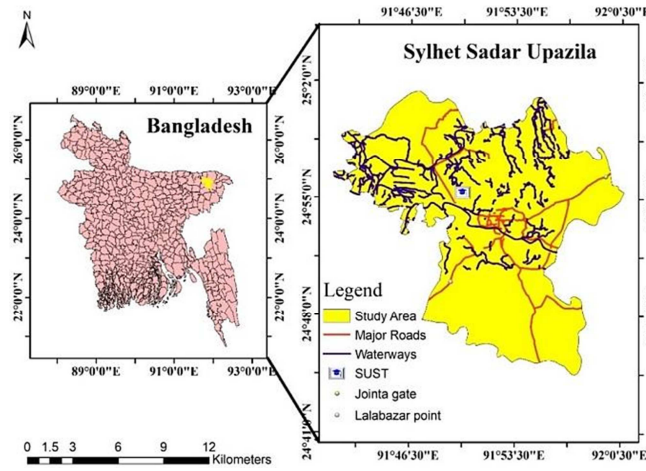 N
91°46'30"E 91°53'30"E 92°0'30"E
Sylhet Sadar Upazila
25°2'0"N
24°55'0"N
24°48'0"N
24°41'0"N
89°0'0"E 91°0'0"E 93°0'0"E
Bangladesh
26°0'0"N
24°0'0"N
22°0'0"N
26°0'0"N
24°0'0"N
22°0'0"N
89°0'0"E 91°0'0"E 93°0'0"E
Legend
Study Area
Major Roads
Waterways
SUST
Jointa gate
Lalabazar point
91°46'30"E 91°53'30"E 92°0'30"E
0 1.5 3 6 9 12
Kilometers